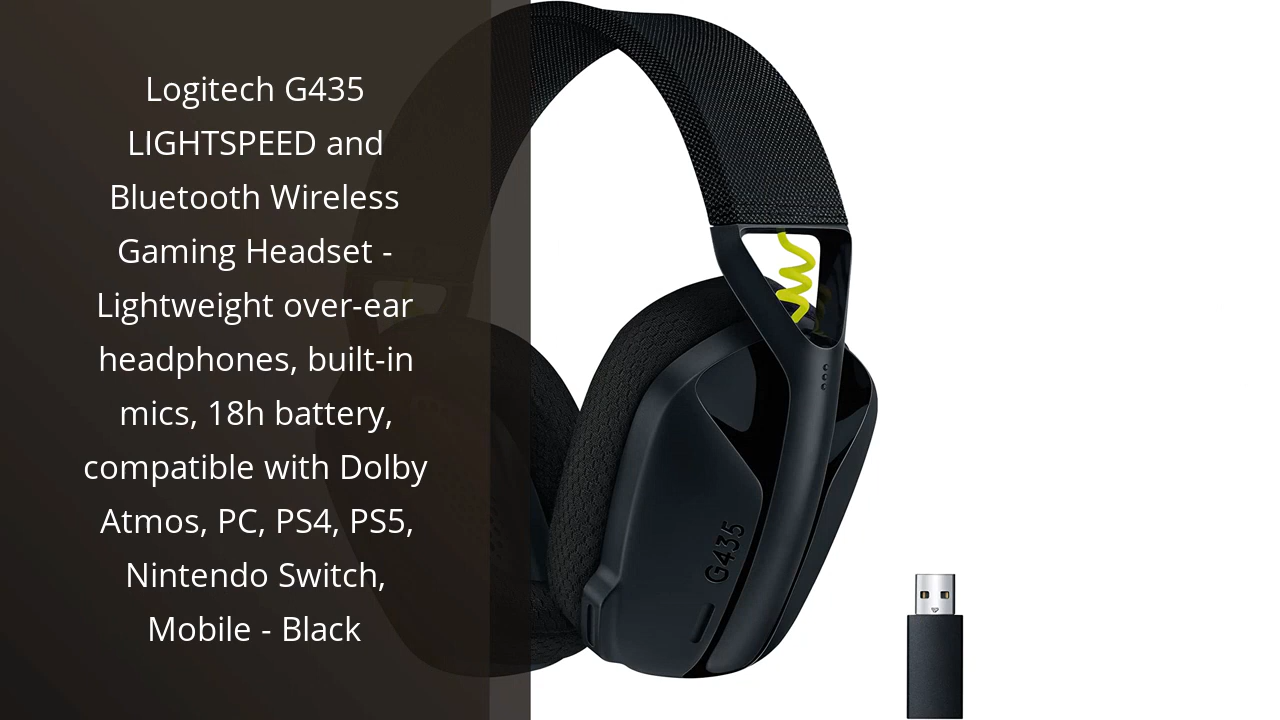 Logitech G435
LIGHTSPEED and
Bluetooth Wireless
Gaming Headset -
Lightweight over-ear
headphones, built-in
mics, 18h battery,
compatible with Dolby
Atmos, PC, PS4, PS5,
Nintendo Switch,
Mobile - Black
G435